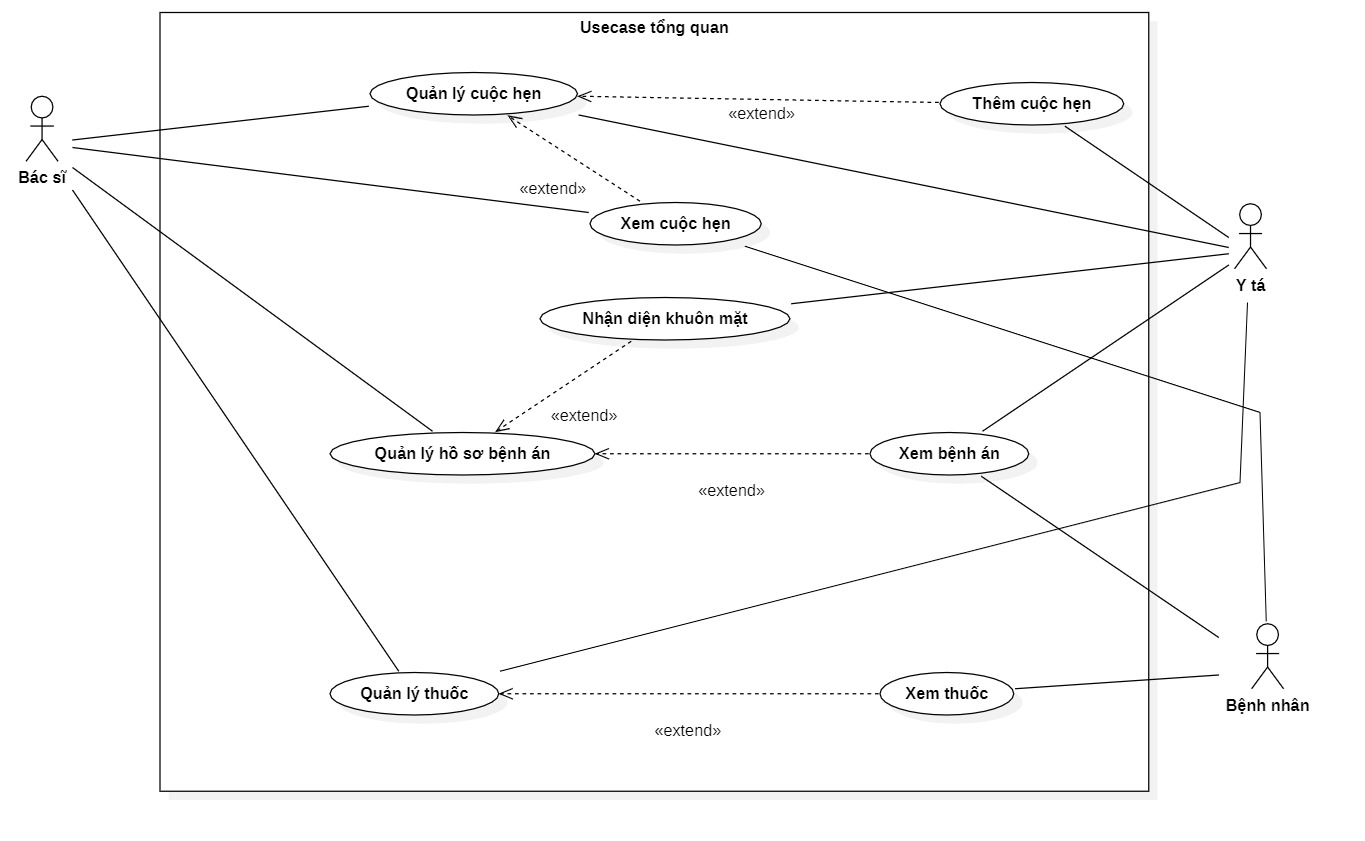 Usecase tổng quan
Quản lý cuộc hẹn
Thêm cuộc hẹn
«extend»
Bác sĩ
«extend»
Xem cuộc hẹn
Y tá
Nhận diện khuôn mặt
«extend»
Quản lý hồ sơ bệnh án
Xem bệnh án
«extend»
Quản lý thuốc
Xem thuốc
Bệnh nhân
«extend»